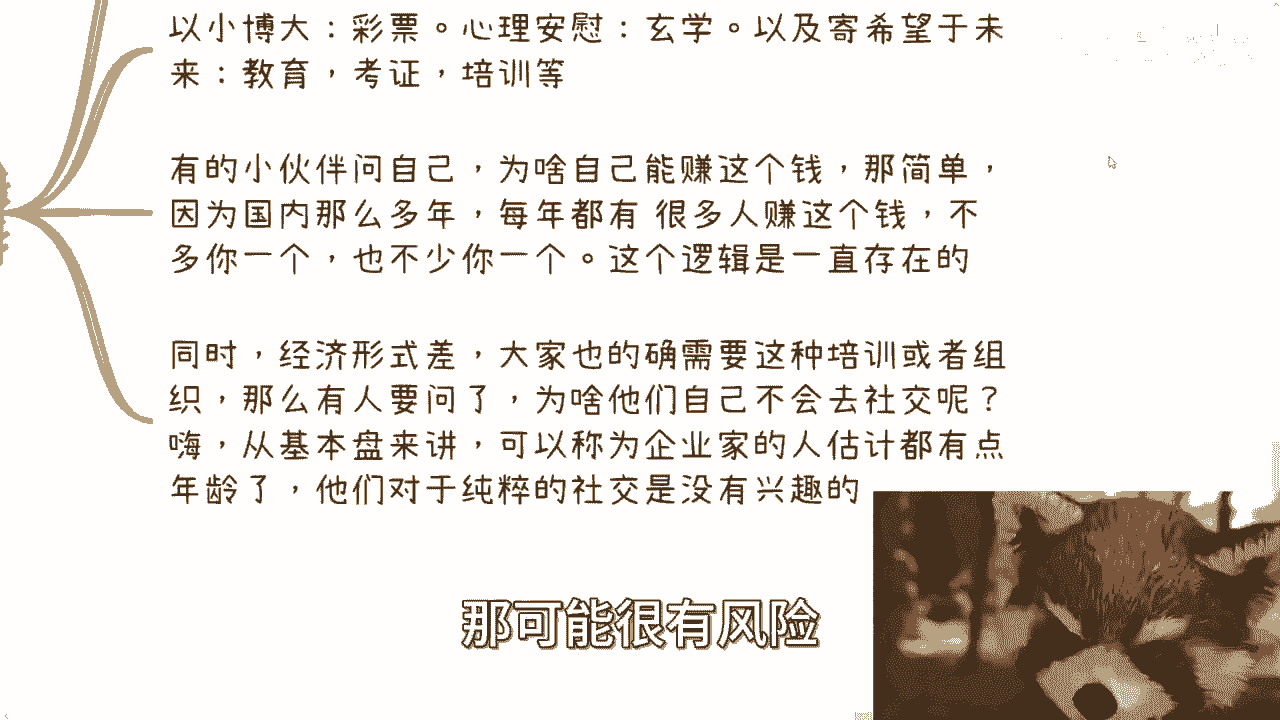 以小博大：彩票。心理安慰：玄学。以及寄希望于未
来：教育，考证，培训等
有的小伙伴问自己，为啥自己能赚这个钱，那简单，
因为国内那么多年，每年都有 很多人赚这个钱，不
多你一个，也不少你一个。这个逻辑是一直存在的
同时，经济形式差，大家也的确需要这种培训或者组
织，那么有人要问了，为啥他们自己不会去社交呢？
嗨，从基本盘来讲，可以称为企业家的人估计都有点
年龄了，他们对于纯粹的社交是没有兴趣的
那可能很有风险